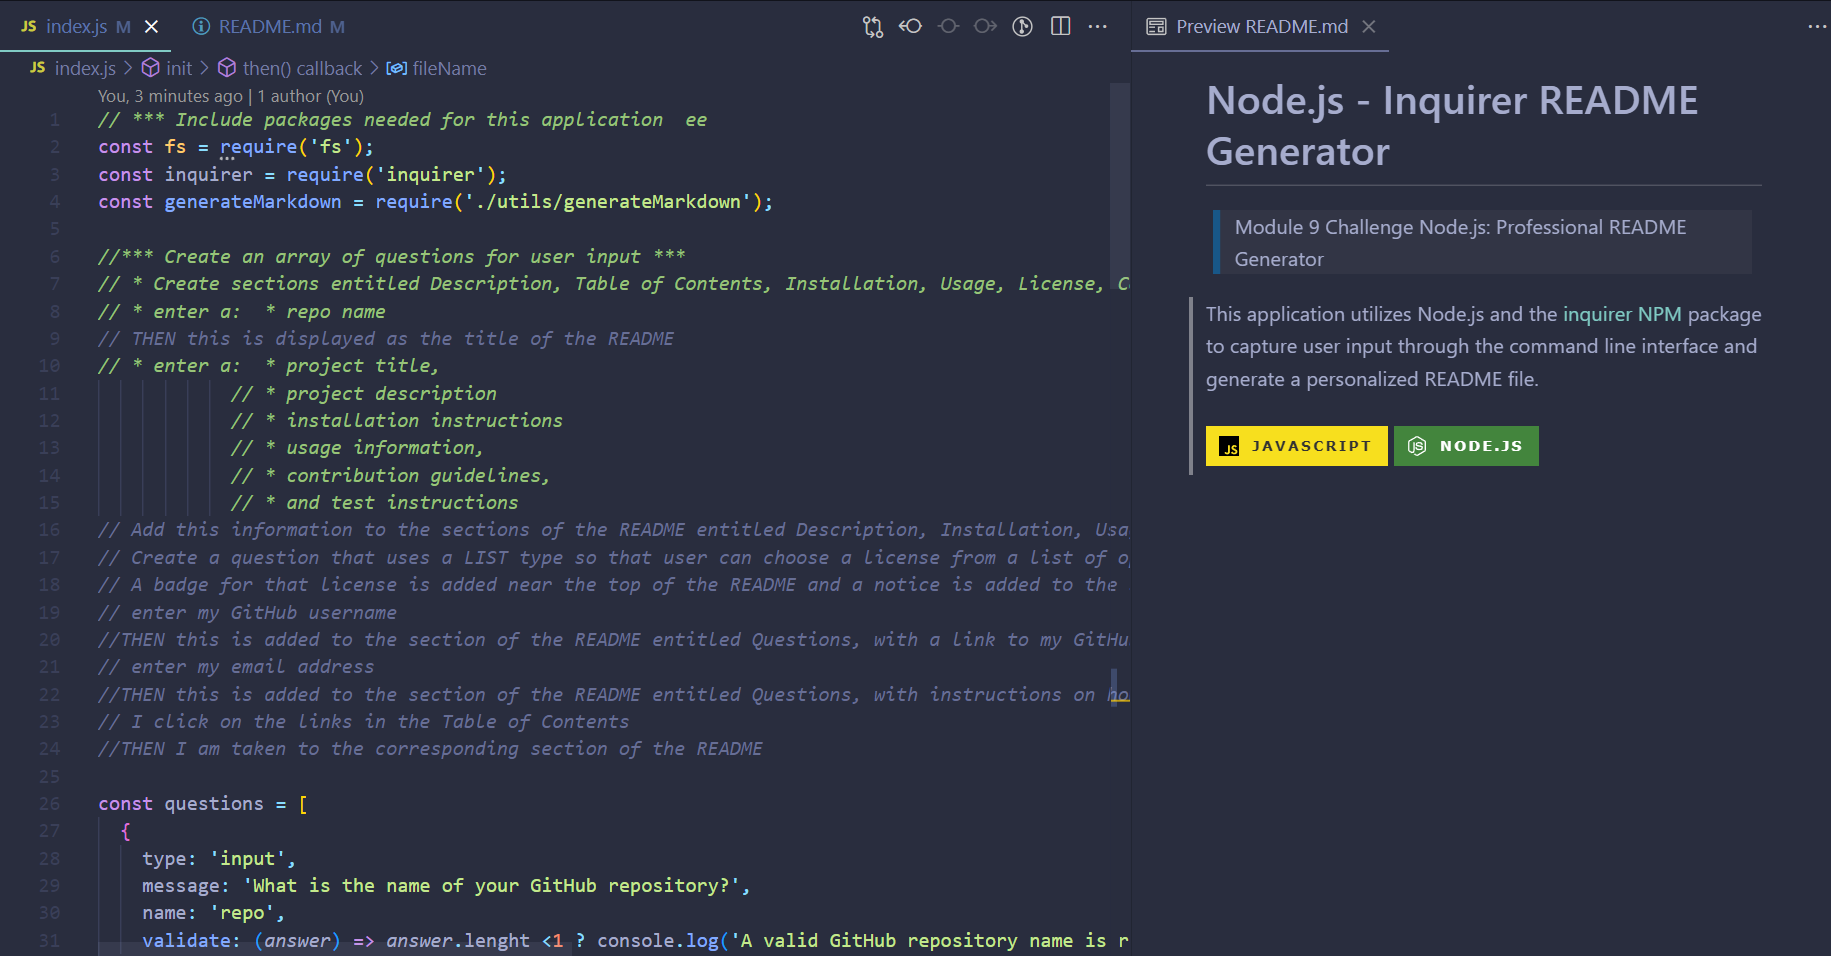 JS index.js M
README.md M
Preview README.md
JS index.js > init > then() callback > fileName
You, 3 minutes ago | 1 author (You)
1 // *** Include packages needed for this application  ee
2 const fs = require('fs');
3 const inquirer = require('inquirer');
4 const generateMarkdown = require('./utils/generateMarkdown');
5
6 //*** Create an array of questions for user input ***
7 // * Create sections entitled Description, Table of Contents, Installation, Usage, License,
8 // * enter a:  * repo name
9 // THEN this is displayed as the title of the README
10 // * enter a:  * project title,
11 // * project description
12 // * installation instructions
13 // * usage information,
14 // * contribution guidelines,
15 // * and test instructions
16 // Add this information to the sections of the README entitled Description, Installation, Usa
17 // Create a question that uses a LIST type so that user can choose a license from a list of o
18 // A badge for that license is added near the top of the README and a notice is added to the
19 // enter my GitHub username
20 //THEN this is added to the section of the README entitled Questions, with a link to my GitHu
21 // enter my email address
22 //THEN this is added to the section of the README entitled Questions, with instructions on ho
23 // I click on the links in the Table of Contents
24 //THEN I am taken to the corresponding section of the README
25
26 const questions = [
27 {
28 type: 'input',
29 message: 'What is the name of your GitHub repository?',
30 name: 'repo',
31 validate: (answer) => answer.lenght <1 ? console.log('A valid GitHub repository name is r
Node.js - Inquirer README
Generator
Module 9 Challenge Node.js: Professional README
Generator
This application utilizes Node.js and the inquirer NPM package
to capture user input through the command line interface and
generate a personalized README file.
JS JAVASCRIPT
JS NODE.JS